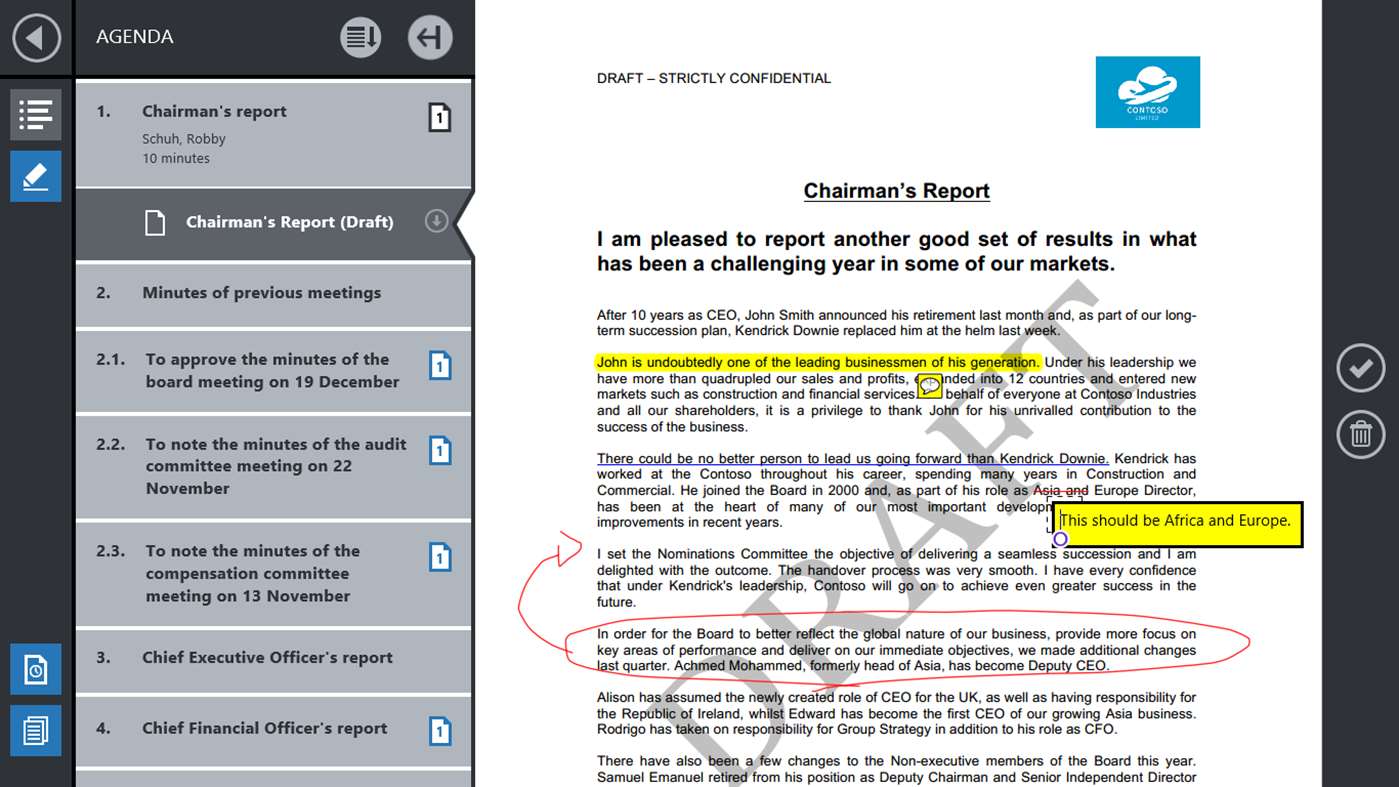 AGENDA
1. Chairman's report 1
Schuh, Robby
10 minutes
Chairman's Report (Draft)
2. Minutes of previous meetings
2.1. To approve the minutes of the 1
board meeting on 19 December
2.2. To note the minutes of the audit 1
committee meeting on 22
November
2.3. To note the minutes of the 1
compensation committee
meeting on 13 November
3. Chief Executive Officer's report
4. Chief Financial Officer's report 1
DRAFT – STRICTLY CONFIDENTIAL
CONTOSO
LIMITED
Chairman's Report
I am pleased to report another good set of results in what
has been a challenging year in some of our markets.
After 10 years as CEO, John Smith announced his retirement last month and, as part of our long-
term succession plan, Kendrick Downie replaced him at the helm last week.
John is undoubtedly one of the leading businessmen of his generation. Under his leadership we
have more than quadrupled our sales and profits, into 12 countries and entered new
markets such as construction and financial services. behalf of everyone at Contoso Industries
and all our shareholders, it is a privilege to thank John for his unrivalled contribution to the
success of the business.
There could be no better person to lead us going forward than Kendrick Downie. Kendrick has
worked at the Contoso throughout his career, spending many years in Construction and
Commercial. He joined the Board in 2000 and, as part of his role as Asia and Europe Director,
has been at the heart of many of our most important
improvements in recent years.
This should be Africa and Europe.
I set the Nominations Committee the objective of delivering a seamless succession and I am
delighted with the outcome. The handover process was very smooth. I have every confidence
that under Kendrick's leadership, Contoso will go on to achieve even greater success in the
future.
In order for the Board to better reflect the global nature of our business, provide more focus on
key areas of performance and deliver on our immediate objectives, we made additional changes
last quarter. Achmed Mohammed, formerly head of Asia, has become Deputy CEO.
Alison has assumed the newly created role of CEO for the UK, as well as having responsibility for
the Republic of Ireland, whilst Edward has become the first CEO of our growing Asia business.
Rodrigo has taken on responsibility for Group Strategy in addition to his role as CFO.
There have also been a few changes to the Non-executive members of the Board this year.
Samuel Emanuel retired from his position as Deputy Chairman and Senior Independent Director
DRAFT